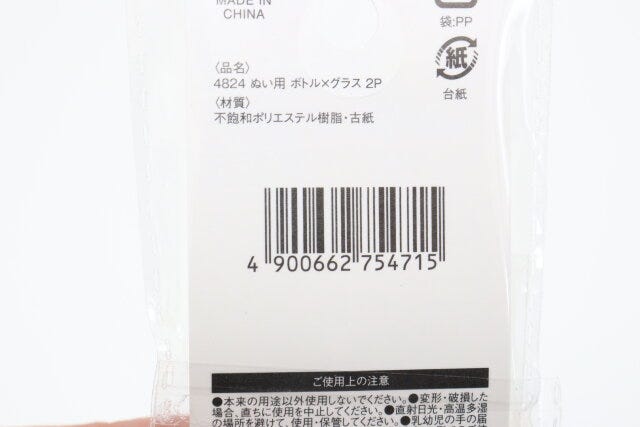 MADE IN
CHINA
袋:PP
紙
台紙
〈品名〉
4824 ぬい用 ボトル×グラス 2P
〈材質〉
不飽和ポリエステル樹脂・古紙
4 900662 754715
ご使用上の注意
●本来の用途以外使用しないでください。●変形・破損した
場合、直ちに使用を中止してください。●直射日光・高温多湿
の場所を避けて、使用・保管してください。●乳幼児の手の届